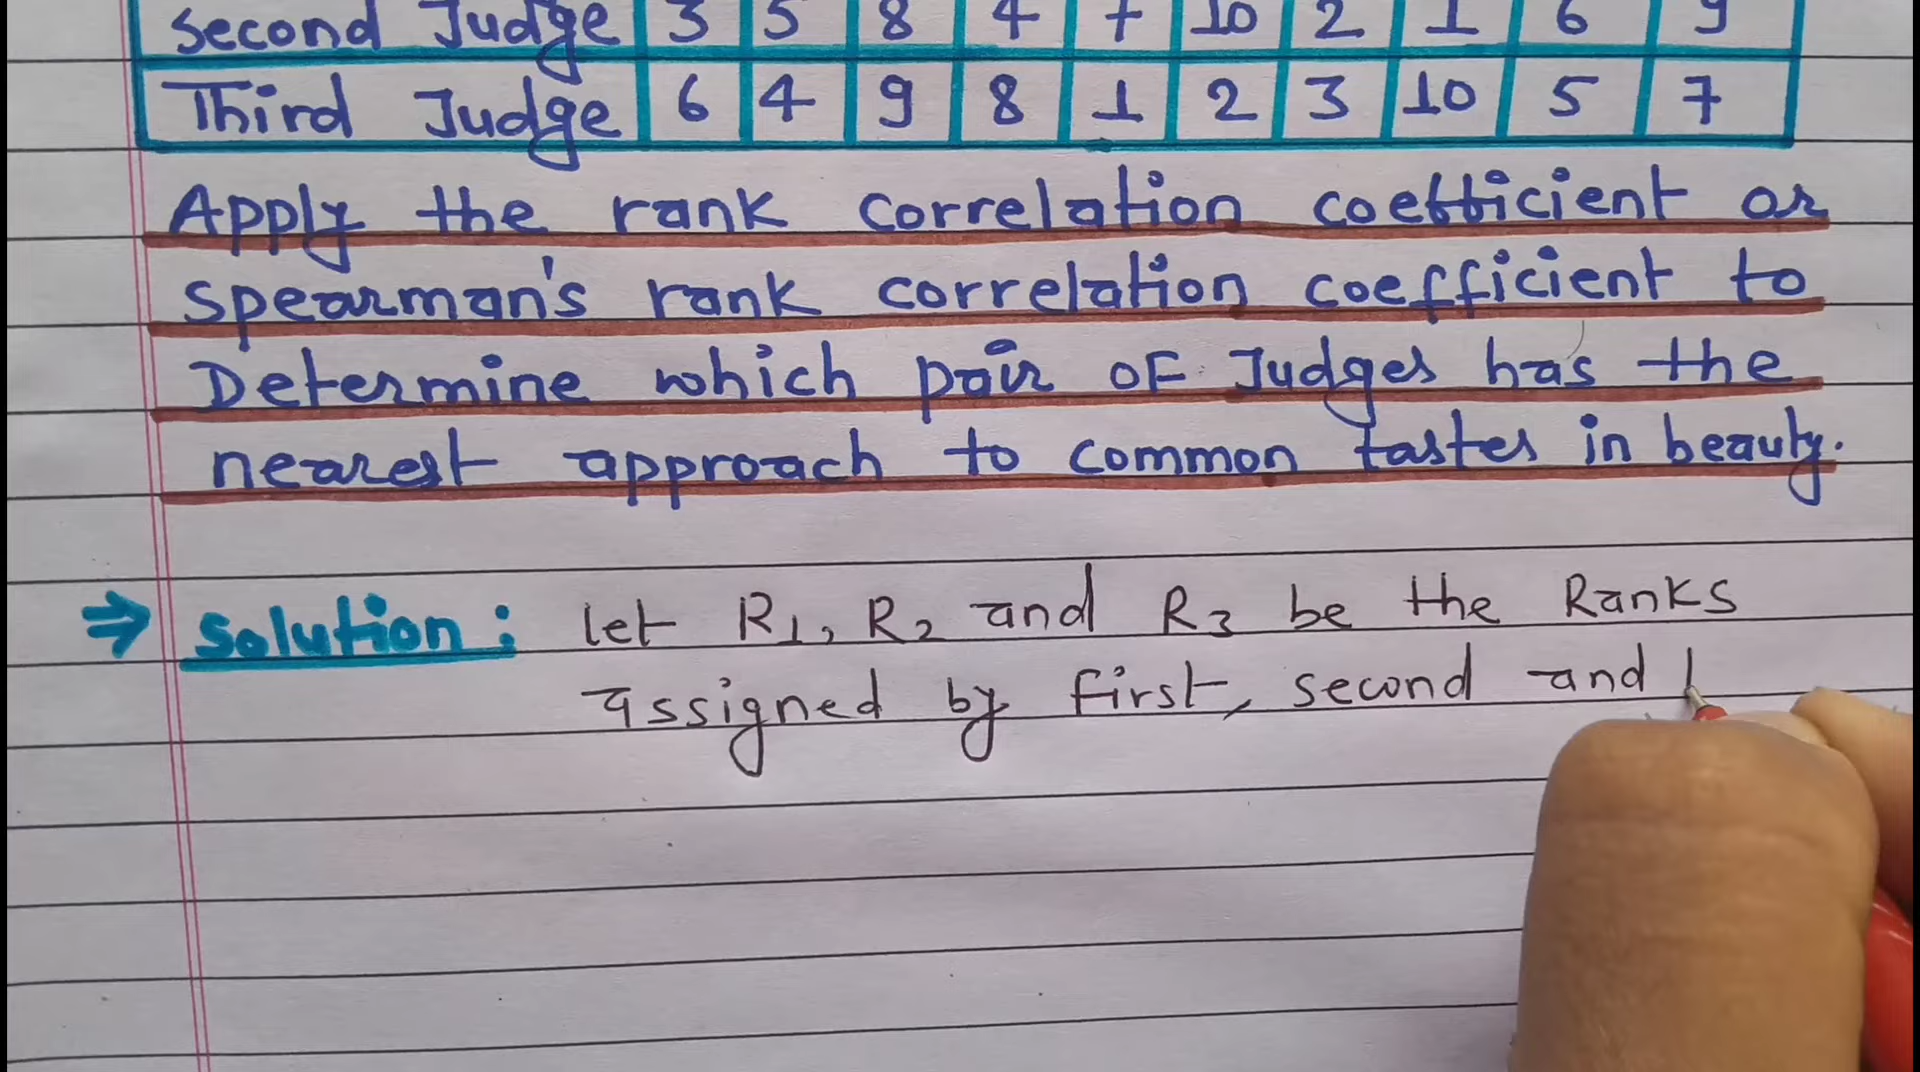 Second Judge 3 5 8 4 7 10 2 1 6 9
Third Judge 6 4 9 8 1 2 3 10 5 7
Apply the rank correlation coefficient or
spearman's rank correlation coefficient to
Determine which pair of Judges has the
nearest approach to common tastes in beauty.
⇒ Solution: let R1, R2 and R3 be the Ranks
assigned by first, second and